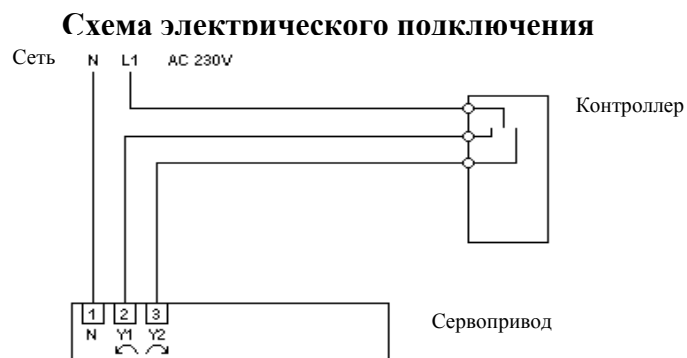 Схема электрического подключения
Сеть N L1 AC 230V
Контроллер
1 2 3
N Y1 Y2
Сервопривод